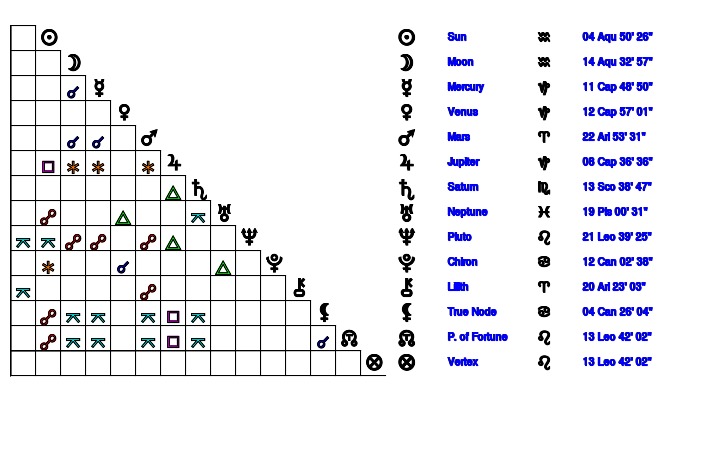 Sun 04 Aqu 50' 26"
Moon 14 Aqu 32' 57"
Mercury 11 Cap 48' 50"
Venus 12 Cap 57' 01"
Mars 22 Ari 53' 31"
Jupiter 08 Cap 36' 36"
Saturn 13 Sco 38' 47"
Neptune 19 Pis 00' 31"
Pluto 21 Leo 39' 25"
Chiron 12 Can 02' 38"
Lilith 20 Ari 23' 03"
True Node 04 Can 26' 04"
P. of Fortune 13 Leo 42' 02"
Vertex 13 Leo 42' 02"